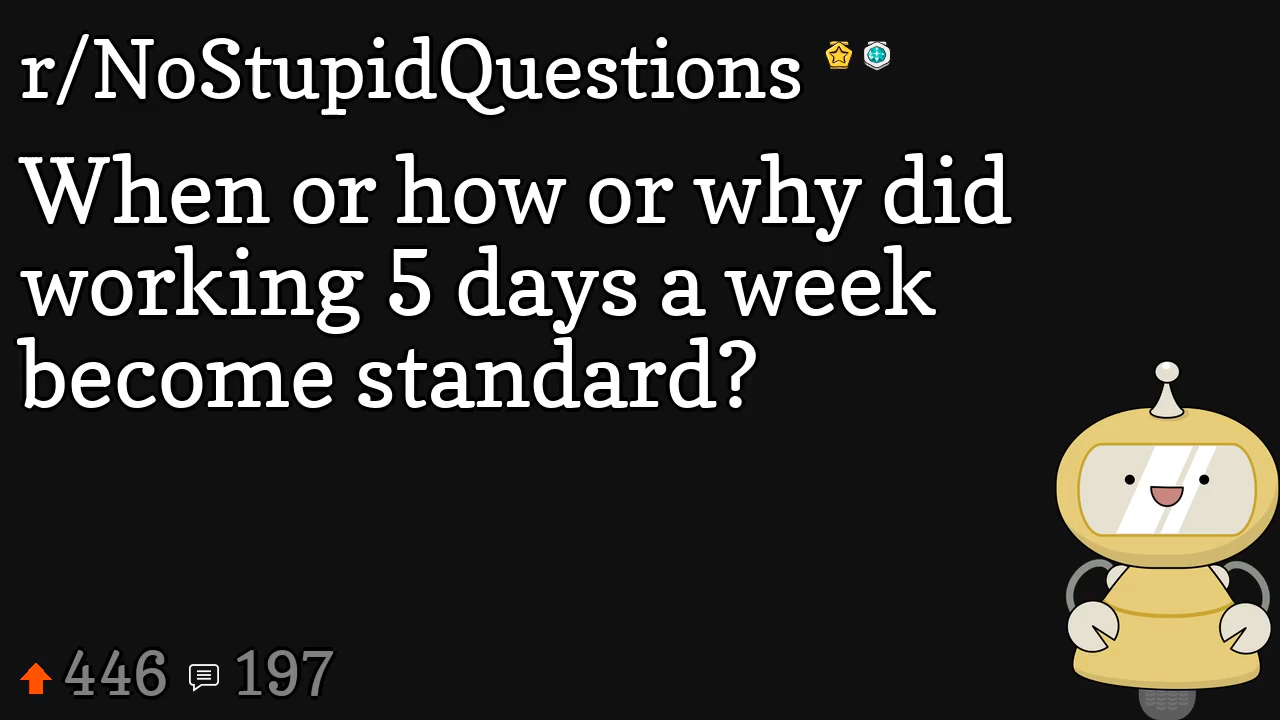 r/NoStupidQuestions
When or how or why did
working 5 days a week
become standard?
446 197